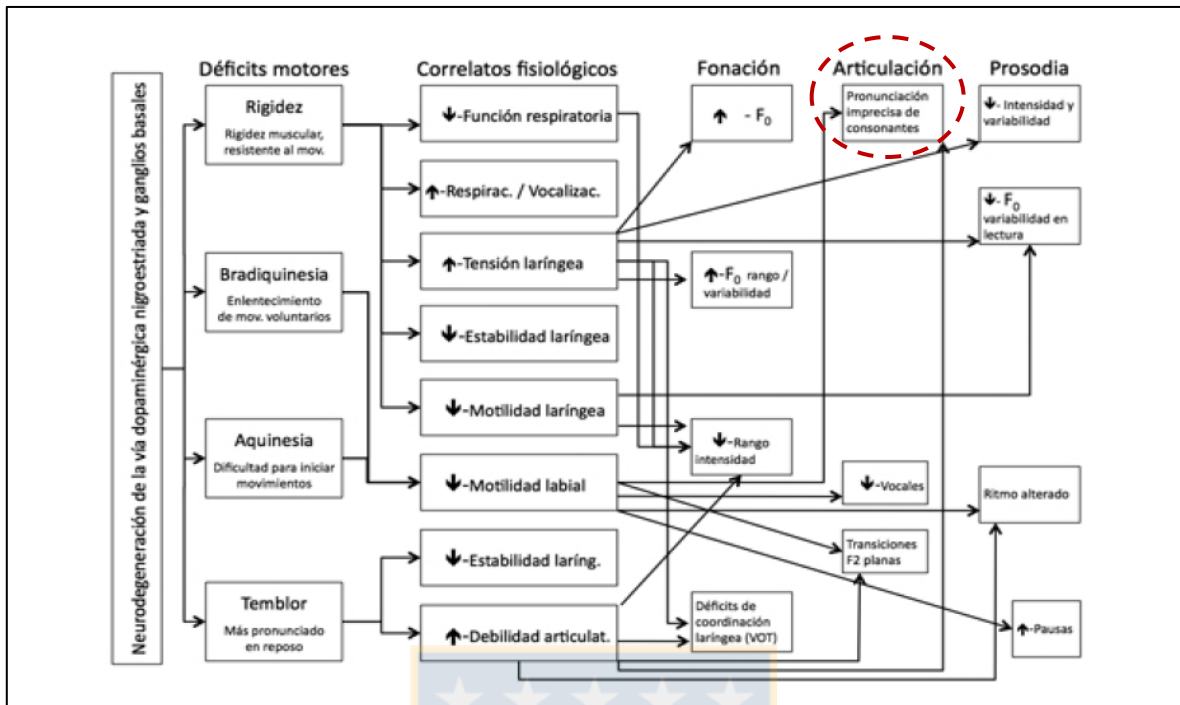 Neurodegeneración de la vía dopaminérgica nigroestriada y ganglios basales
Déficits motores
Rigidez
Rigidez muscular,
resistente al mov.
Bradiquinesia
Enlentecimiento
de mov. voluntarios
Aquinesia
Dificultad para iniciar
movimientos
Temblor
Más pronunciado
en reposo
Correlatos fisiológicos
↓-Función respiratoria
↑-Respirac. / Vocalizac.
↑-Tensión laríngea
↓-Estabilidad laríngea
↓-Motilidad laríngea
↓-Motilidad labial
↓-Estabilidad laríng.
↑-Debilidad articulat.
Fonación
↑ - F₀
↑-F₀ rango /
variabilidad
↓-Rango
intensidad
Déficits de
coordinación
laríngea (VOT)
Articulación
Pronunciación
imprecisa de
consonantes
↓-Vocales
Transiciones
F2 planas
Prosodia
↓- Intensidad y
variabilidad
↓- F₀
variabilidad en
lectura
Ritmo alterado
↑-Pausas